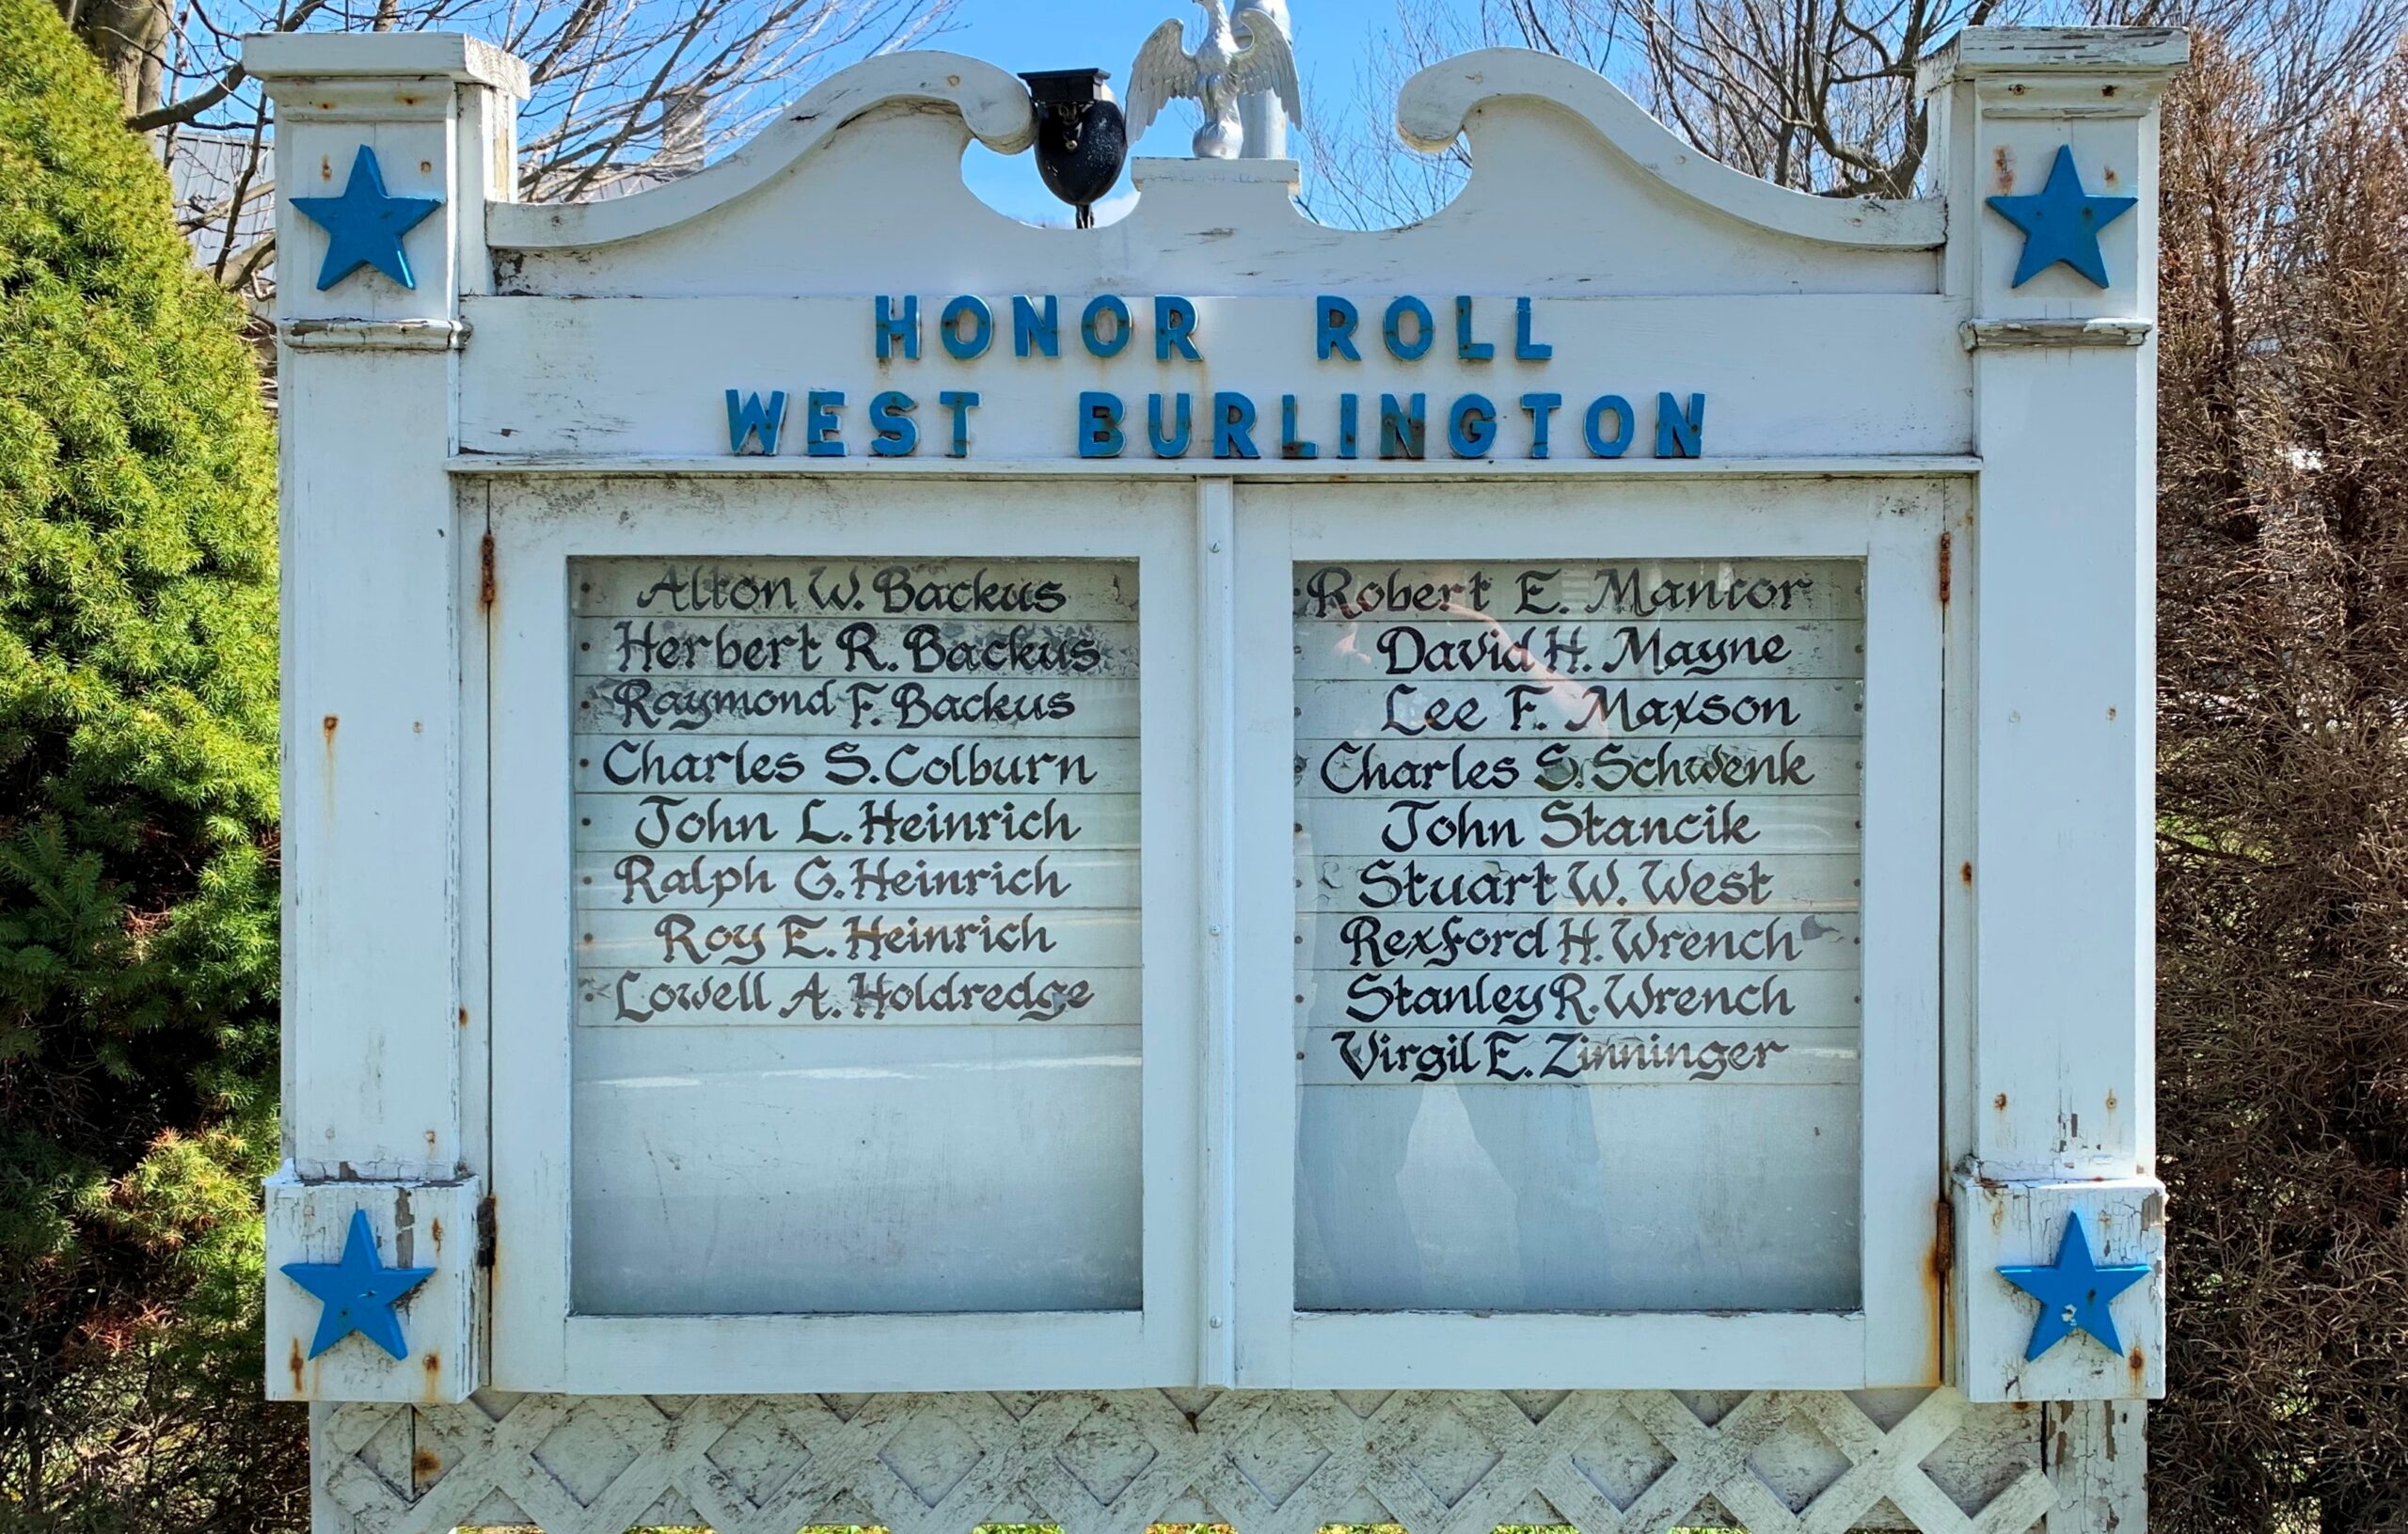 HONOR ROLL
WEST BURLINGTON
Alton W. Backus
Herbert R. Backus
Raymond F. Backus
Charles S. Colburn
John L. Heinrich
Ralph G. Heinrich
Roy E. Heinrich
Lowell A. Holdredge
Robert E. Mancor
David H. Mayne
Lee F. Maxson
Charles S. Schwenk
John Stancik
Stuart W. West
Rexford H. Wrench
Stanley R. Wrench
Virgil E. Zinninger